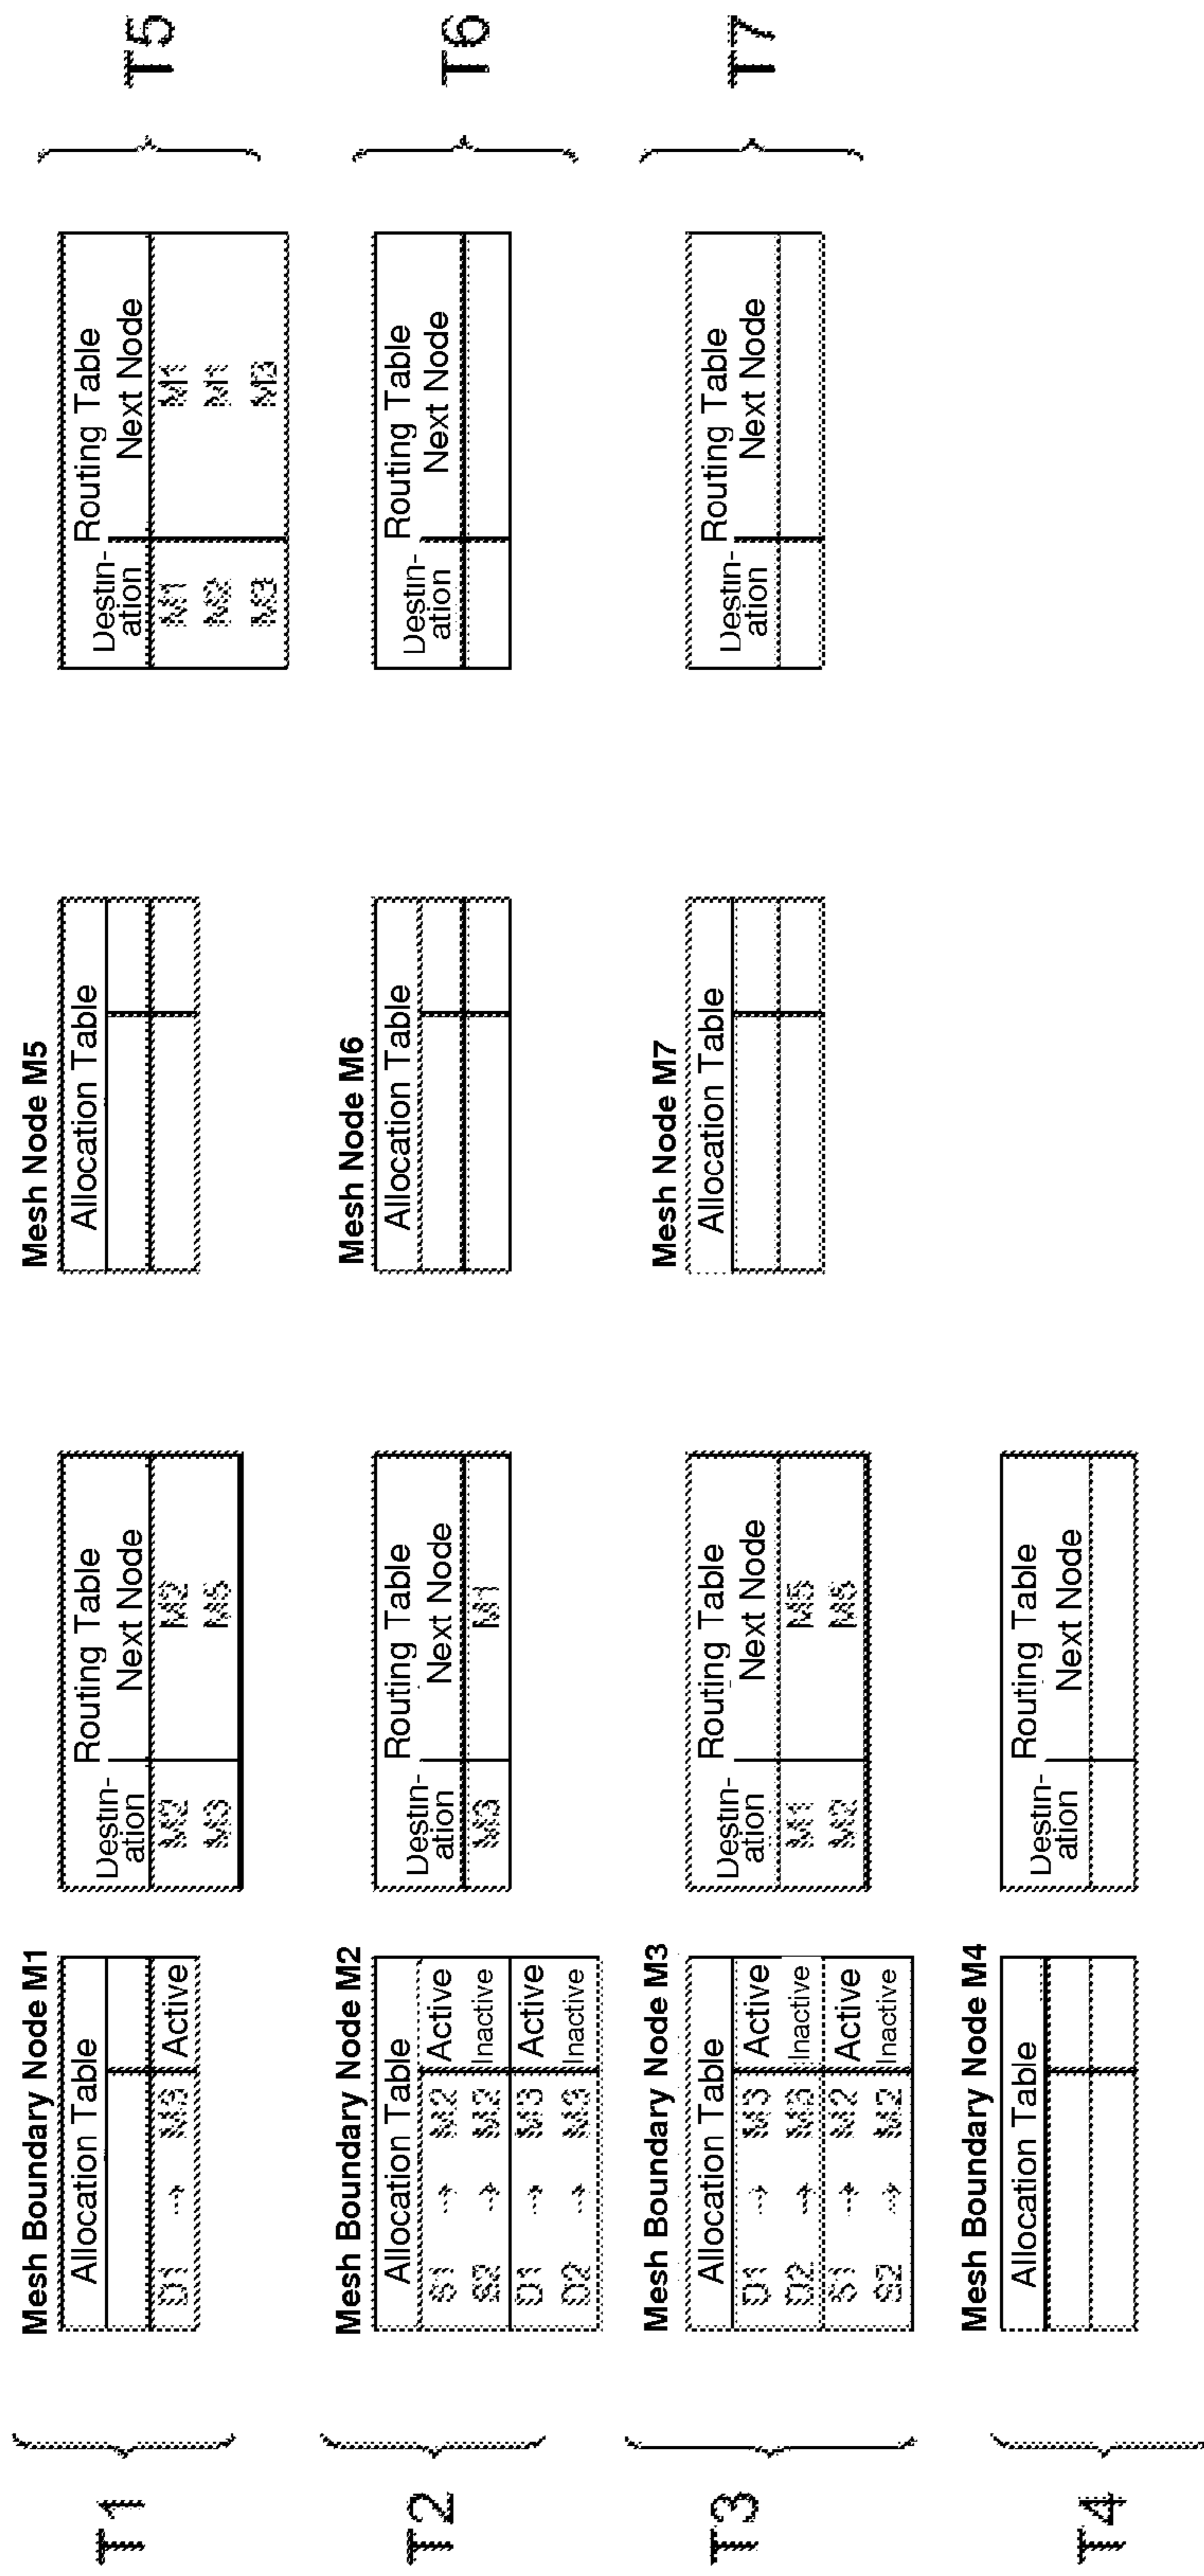 T1
Mesh Boundary Node M1
Allocation Table
D1 → M3 Active
Routing Table
Destin-
ation Next Node
M2 M2
M3 M5
Mesh Node M5
Allocation Table
Routing Table
Destin-
ation Next Node
M1 M1
M2 M1
M3 M3
T5
T2
Mesh Boundary Node M2
Allocation Table
S1 → M2 Active
S2 → M2 Inactive
D1 → M3 Active
D2 → M3 Inactive
Routing Table
Destin-
ation Next Node
M3 M1
Mesh Node M6
Allocation Table
Routing Table
Destin-
ation Next Node
T6
T3
Mesh Boundary Node M3
Allocation Table
D1 → M3 Active
D2 → M3 Inactive
S1 → M2 Active
S2 → M2 Inactive
Routing Table
Destin-
ation Next Node
M1 M5
M2 M5
Mesh Node M7
Allocation Table
Routing Table
Destin-
ation Next Node
T7
T4
Mesh Boundary Node M4
Allocation Table
Routing Table
Destin-
ation Next Node